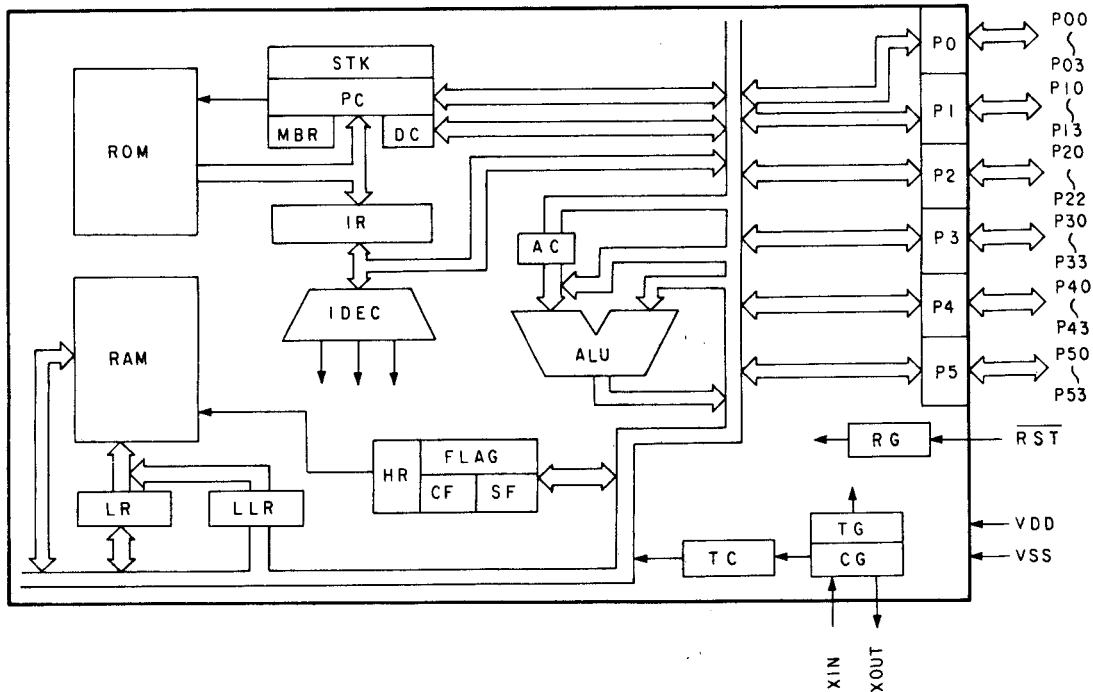 STK
PC
MBR
DC
ROM
IR
IDEC
RAM
LR
LLR
HR
FLAG
CF
SF
AC
ALU
P0
P1
P2
P3
P4
P5
P00
~
P03
P10
~
P13
P20
~
P22
P30
~
P33
P40
~
P43
P50
~
P53
RG
RST
TG
CG
TC
VDD
VSS
XIN
XOUT